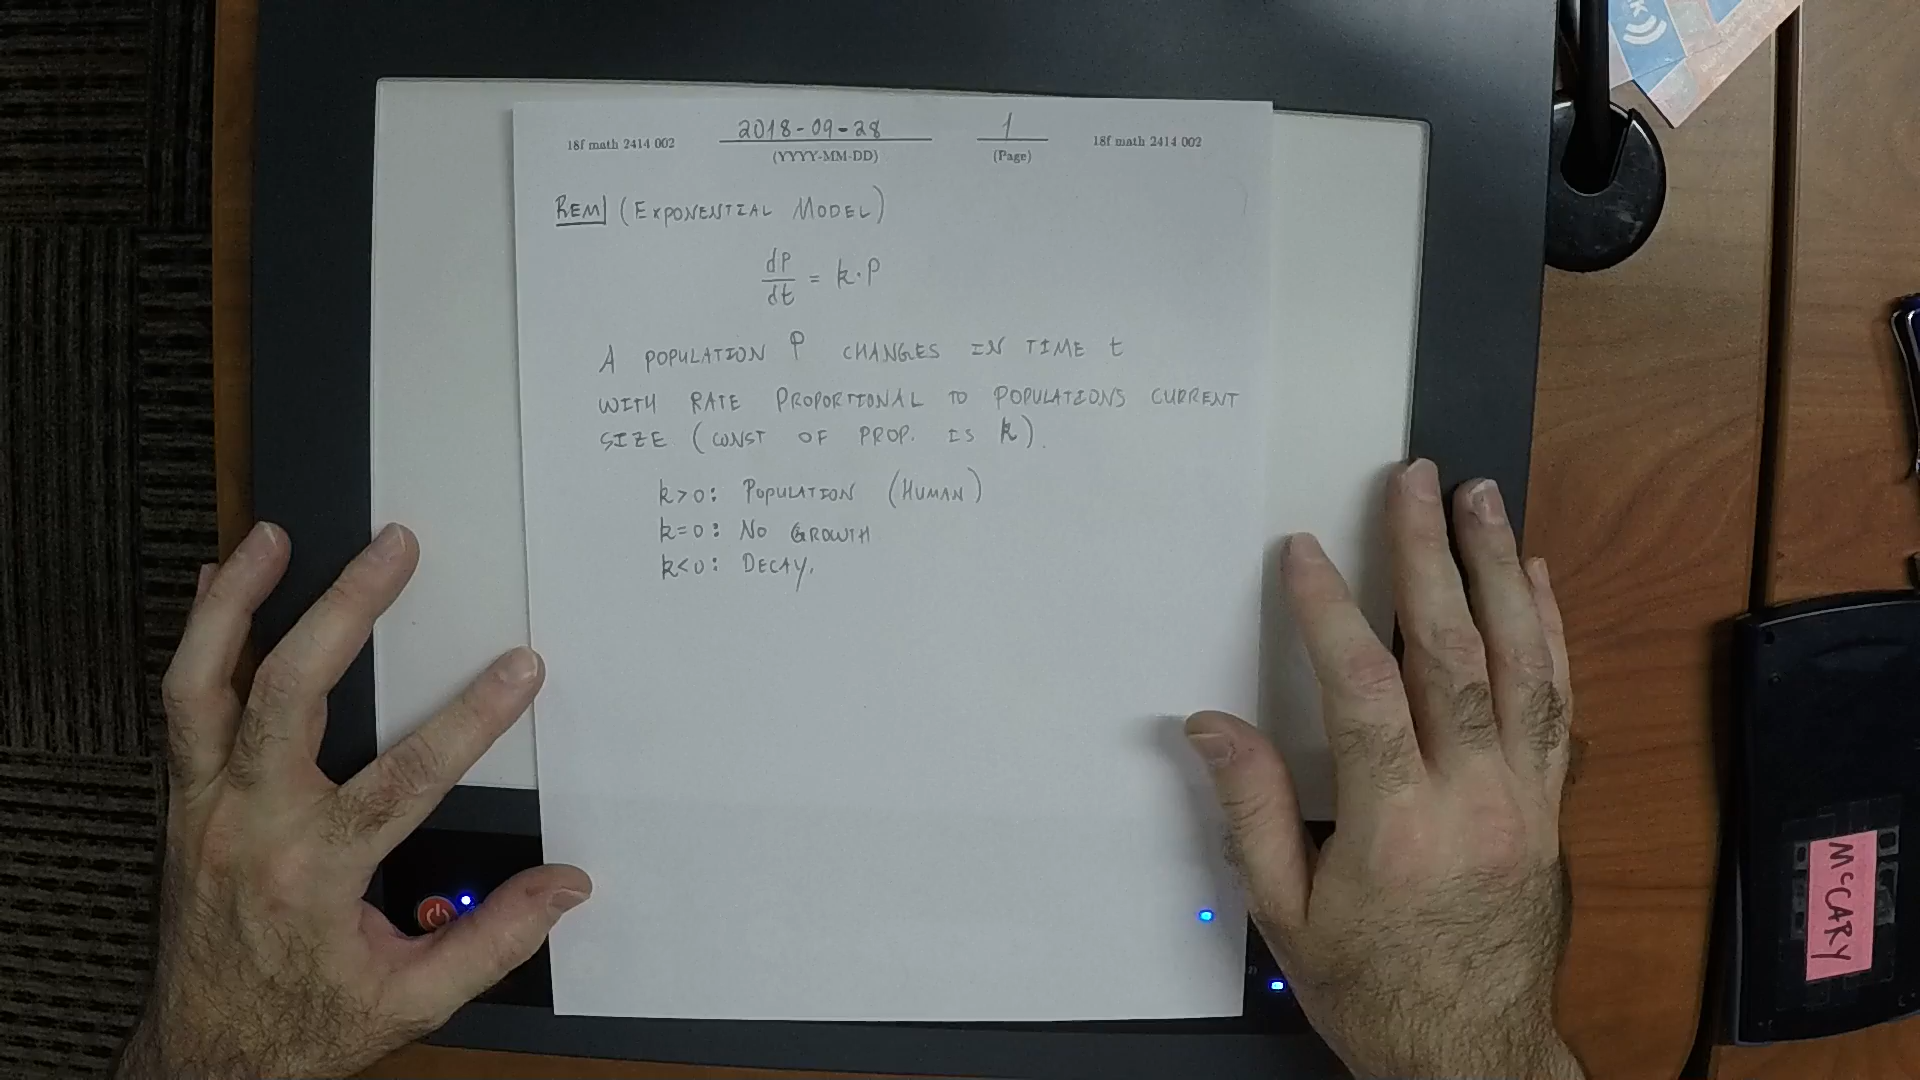 18f math 2414 002 2018-09-28 1 18f math 2414 002
(YYYY-MM-DD) (Page)
REM (EXPONENTIAL MODEL)
dP/dt = k·P
A POPULATION P CHANGES IN TIME t
WITH RATE PROPORTIONAL TO POPULATIONS CURRENT
SIZE (CONST OF PROP. IS k).
k>0: POPULATION (HUMAN)
k=0: NO GROWTH
k<0: DECAY.
McCARY